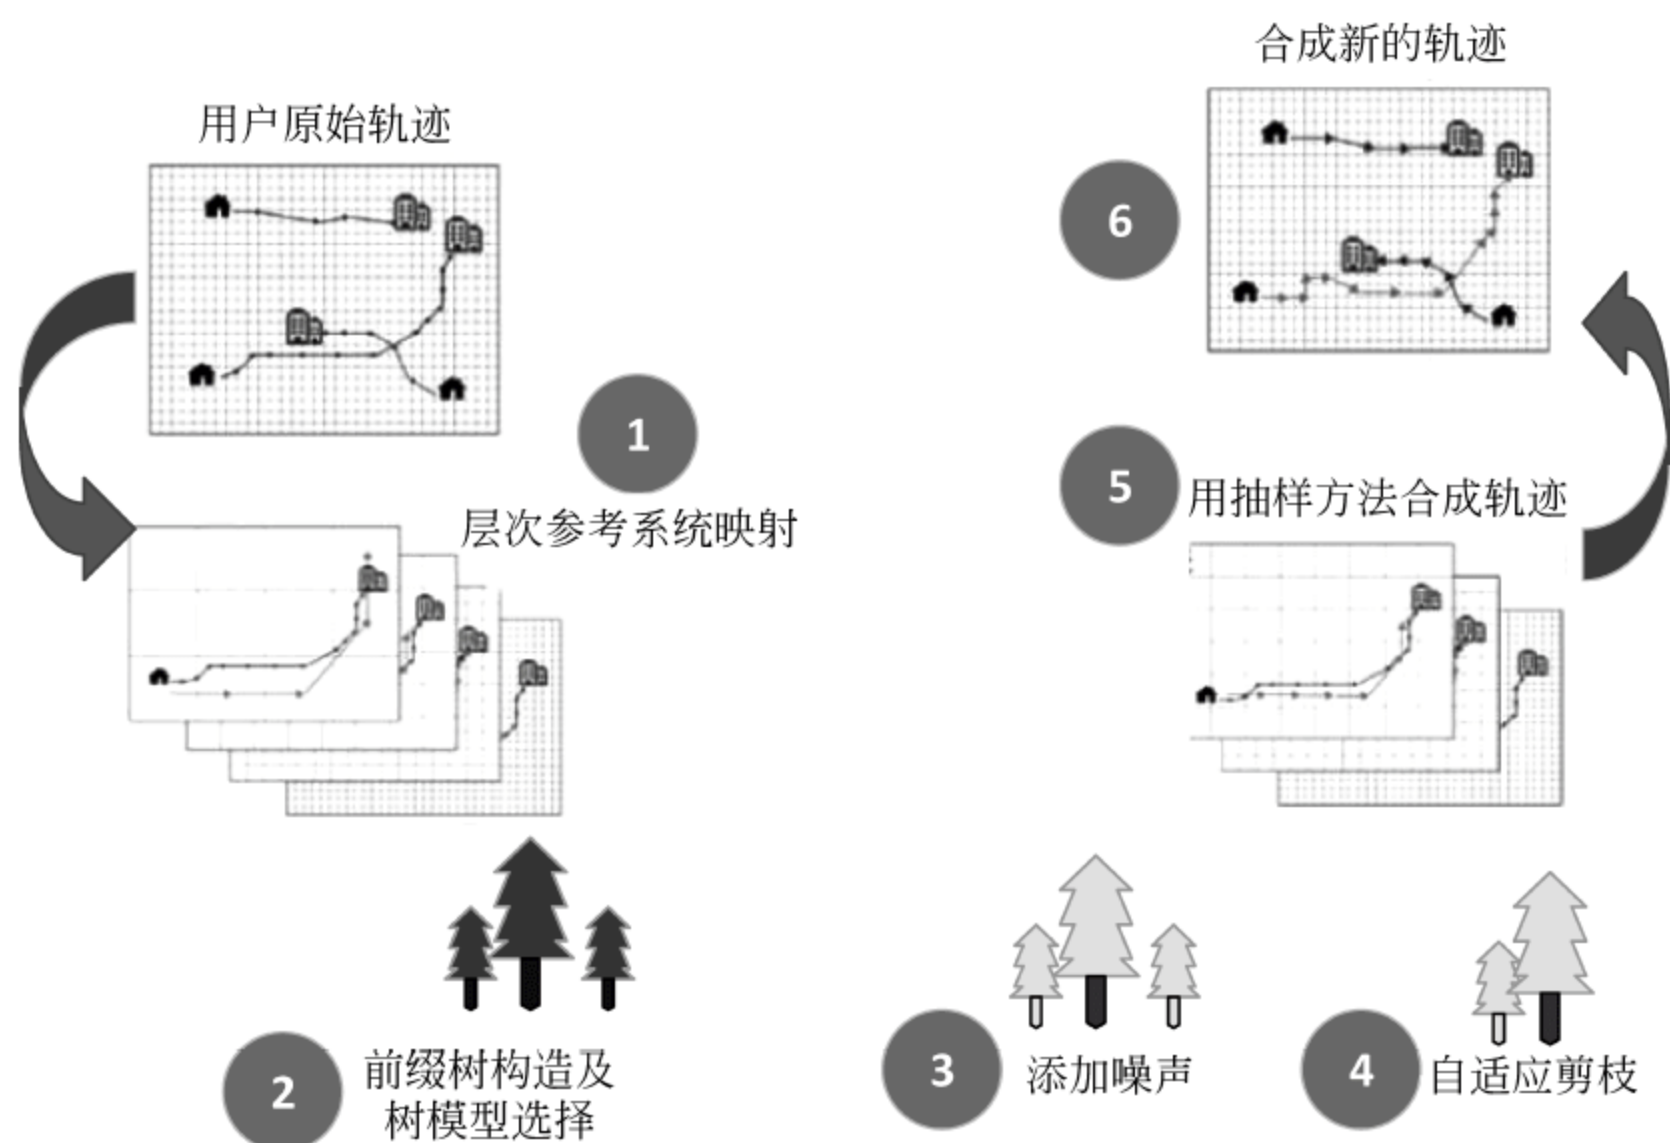 用户原始轨迹
1
层次参考系统映射
2
前缀树构造及
树模型选择
3
添加噪声
4
自适应剪枝
5
用抽样方法合成轨迹
6
合成新的轨迹